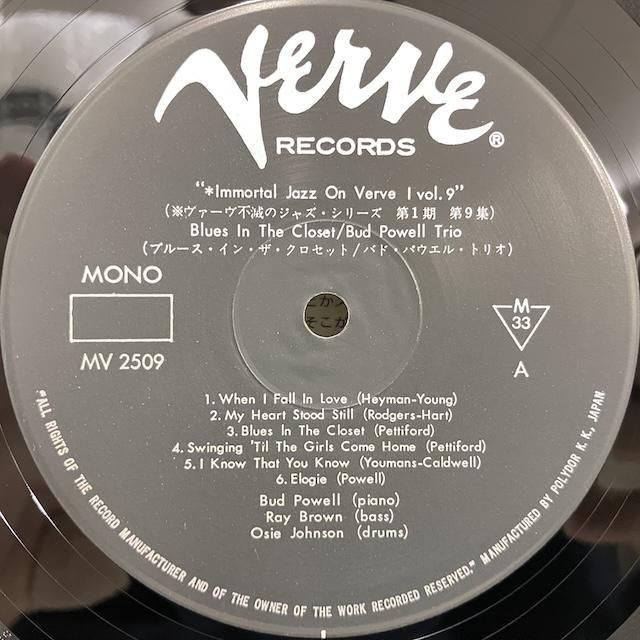 Verve®
RECORDS
"*Immortal Jazz On Verve I vol. 9"
(※ヴァーヴ不滅のジャズ・シリーズ 第1期 第9集)
Blues In The Closet/Bud Powell Trio
(ブルース・イン・ザ・クロセット/バド・パウエル・トリオ)
MONO
MV 2509
M
33
A
1. When I Fall In Love (Heyman-Young)
2. My Heart Stood Still (Rodgers-Hart)
3. Blues In The Closet (Pettiford)
4. Swinging 'Til The Girls Come Home (Pettiford)
5. I Know That You Know (Youmans-Caldwell)
6. Elogie (Powell)
Bud Powell (piano)
Ray Brown (bass)
Osie Johnson (drums)
"ALL RIGHTS OF THE RECORD MANUFACTURER AND OF THE OWNER OF THE WORK RECORDED RESERVED." MANUFACTURED BY POLYDOR K. K., JAPAN
そこが